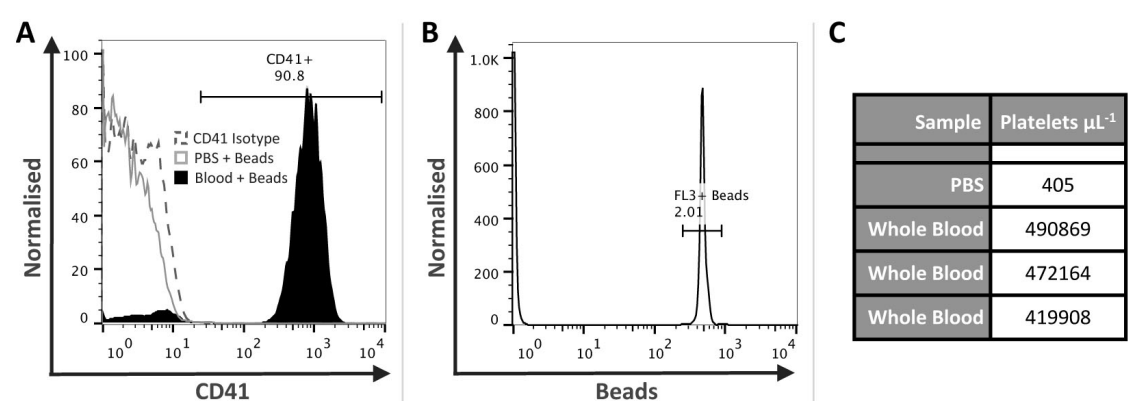 A
100
80
60
40
20
0
Normalised
CD41+
90.8
CD41 Isotype
PBS + Beads
Blood + Beads
10^0 10^1 10^2 10^3 10^4
CD41
B
1.0K
800
600
400
200
0
Normalised
FL3+ Beads
2.01
10^0 10^1 10^2 10^3 10^4
Beads
C
Sample Platelets µL^-1
PBS 405
Whole Blood 490869
Whole Blood 472164
Whole Blood 419908